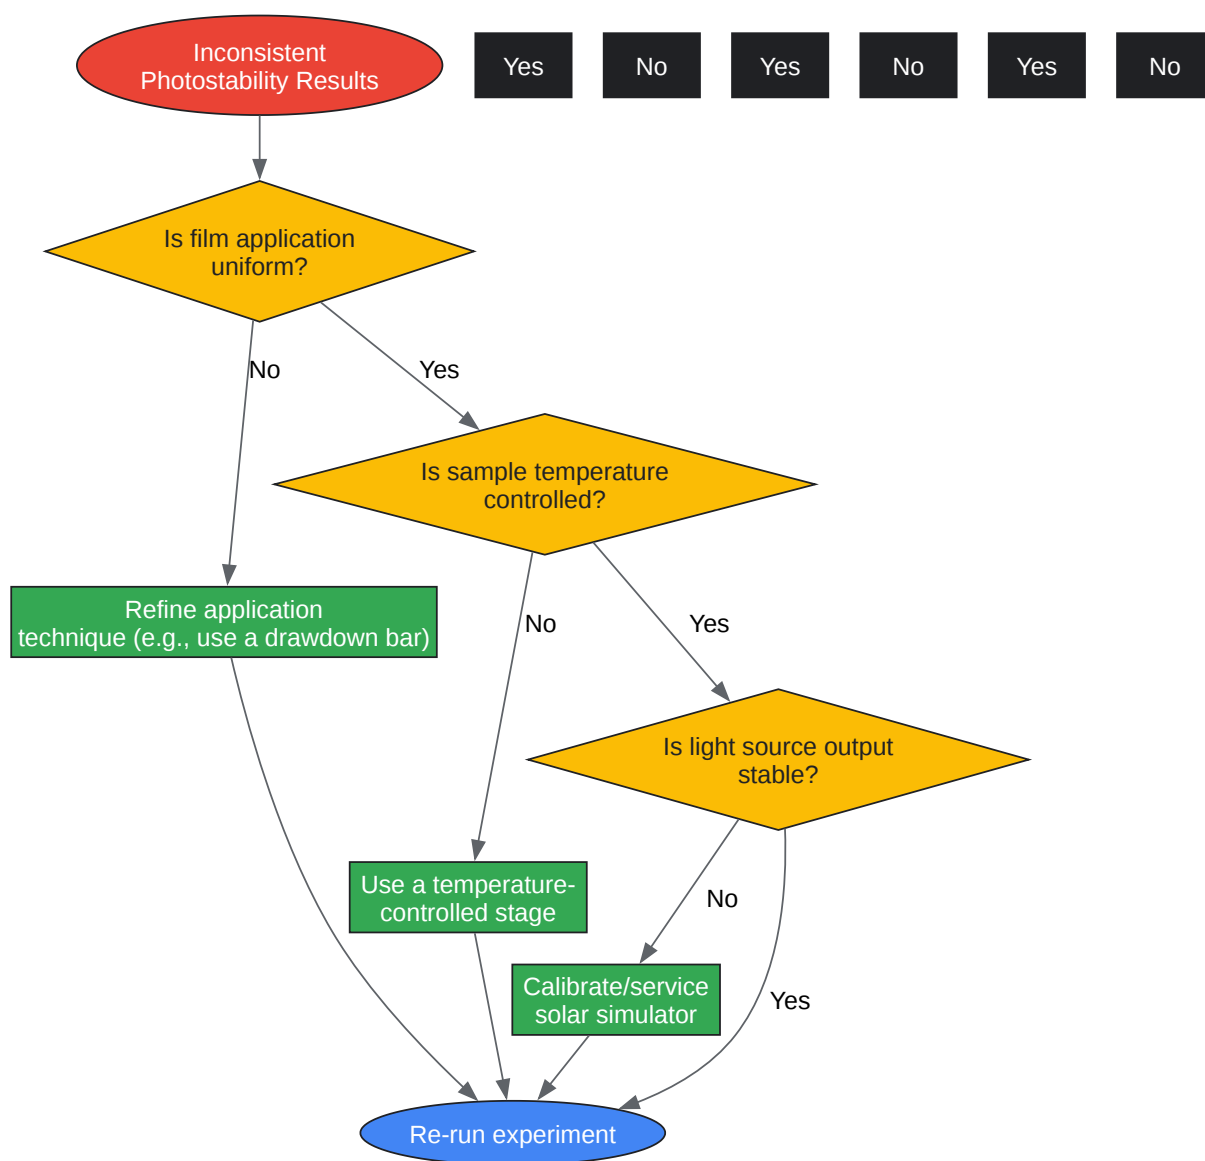 Inconsistent
Photostability Results
Yes
No
Yes
No
Yes
No
Is film application
uniform?
No
Yes
Is sample temperature
controlled?
Refine application
technique (e.g., use a drawdown bar)
No
Yes
Is light source output
stable?
Use a temperature-
controlled stage
No
Calibrate/service
solar simulator
Yes
Re-run experiment